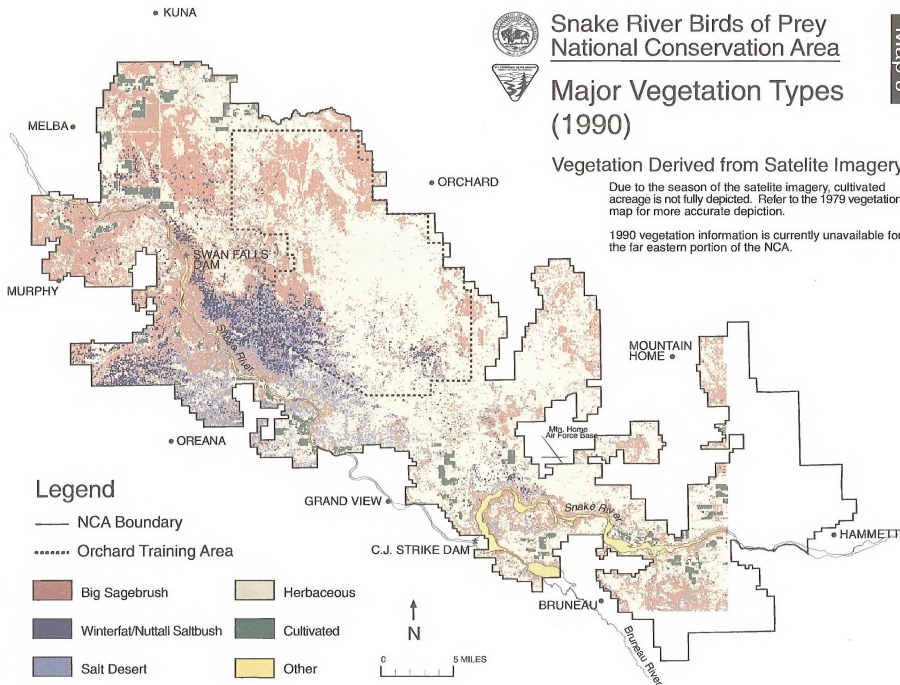 Snake River Birds of Prey
National Conservation Area
Major Vegetation Types
(1990)
Vegetation Derived from Satelite Imagery
Due to the season of the satelite imagery, cultivated
acreage is not fully depicted. Refer to the 1979 vegetation
map for more accurate depiction.
1990 vegetation information is currently unavailable for
the far eastern portion of the NCA.
KUNA
MELBA
ORCHARD
SWAN FALLS
DAM
MURPHY
Snake River
MOUNTAIN
HOME
Mtn. Home
Air Force Base
OREANA
GRAND VIEW
Snake River
C.J. STRIKE DAM
HAMMETT
BRUNEAU
Bruneau River
Legend
NCA Boundary
Orchard Training Area
Big Sagebrush
Herbaceous
Winterfat/Nuttall Saltbush
Cultivated
Salt Desert
Other
N
0 5 MILES